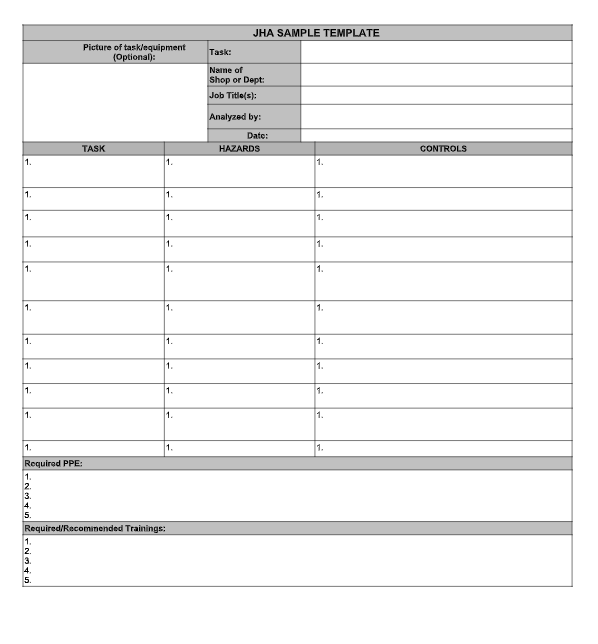 JHA SAMPLE TEMPLATE
Picture of task/equipment
(Optional):
Task:
Name of
Shop or Dept:
Job Title(s):
Analyzed by:
Date:
TASK HAZARDS CONTROLS
1. 1. 1.
1. 1. 1.
1. 1. 1.
1. 1. 1.
1. 1. 1.
1. 1. 1.
1. 1. 1.
1. 1. 1.
1. 1. 1.
1. 1. 1.
1. 1. 1.
Required PPE:
1.
2.
3.
4.
5.
Required/Recommended Trainings:
1.
2.
3.
4.
5.